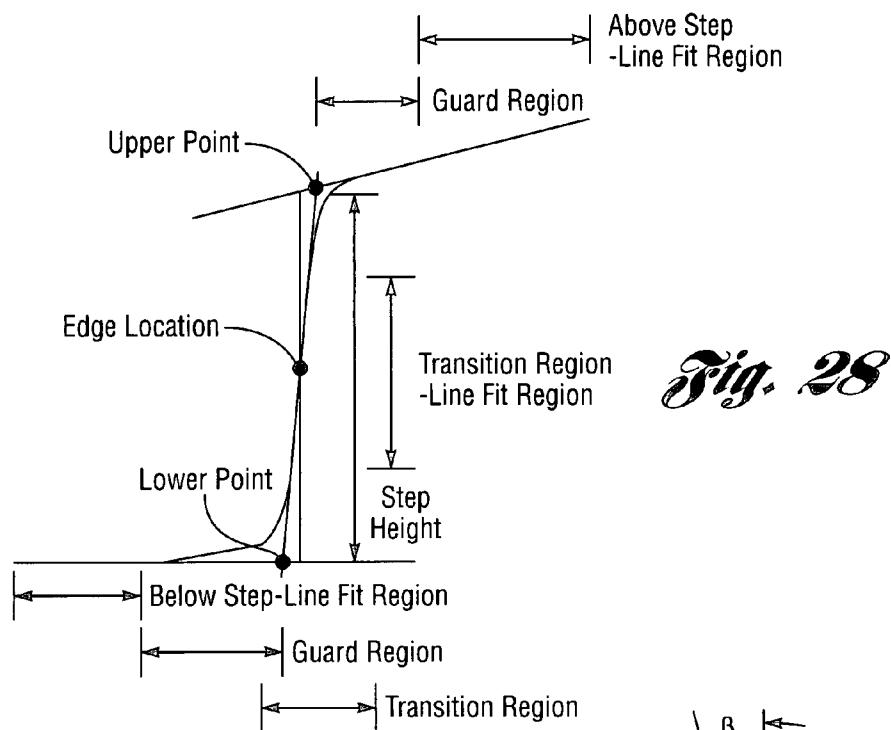 Above Step
-Line Fit Region
Guard Region
Upper Point
Edge Location
Transition Region
-Line Fit Region
Fig. 28
Lower Point
Step
Height
Below Step-Line Fit Region
Guard Region
Transition Region
β